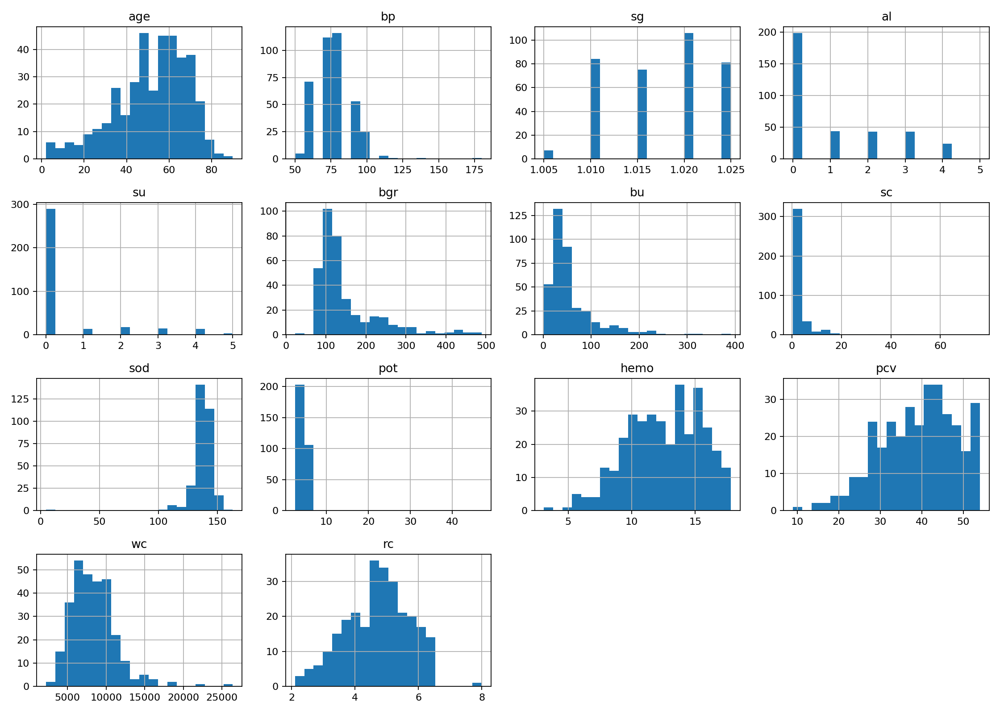 age
40
30
20
10
0
0 20 40 60 80
bp
100
75
50
25
0
50 75 100 125 150 175
sg
100
80
60
40
20
0
1.005 1.010 1.015 1.020 1.025
al
200
150
100
50
0
0 1 2 3 4 5
su
300
200
100
0
0 1 2 3 4 5
bgr
100
80
60
40
20
0
0 100 200 300 400 500
bu
125
100
75
50
25
0
0 100 200 300 400
sc
300
200
100
0
0 20 40 60
sod
125
100
75
50
25
0
0 50 100 150
pot
200
150
100
50
0
10 20 30 40
hemo
30
20
10
0
5 10 15
pcv
30
20
10
0
10 20 30 40 50
wc
50
40
30
20
10
0
5000 10000 15000 20000 25000
rc
30
20
10
0
2 4 6 8